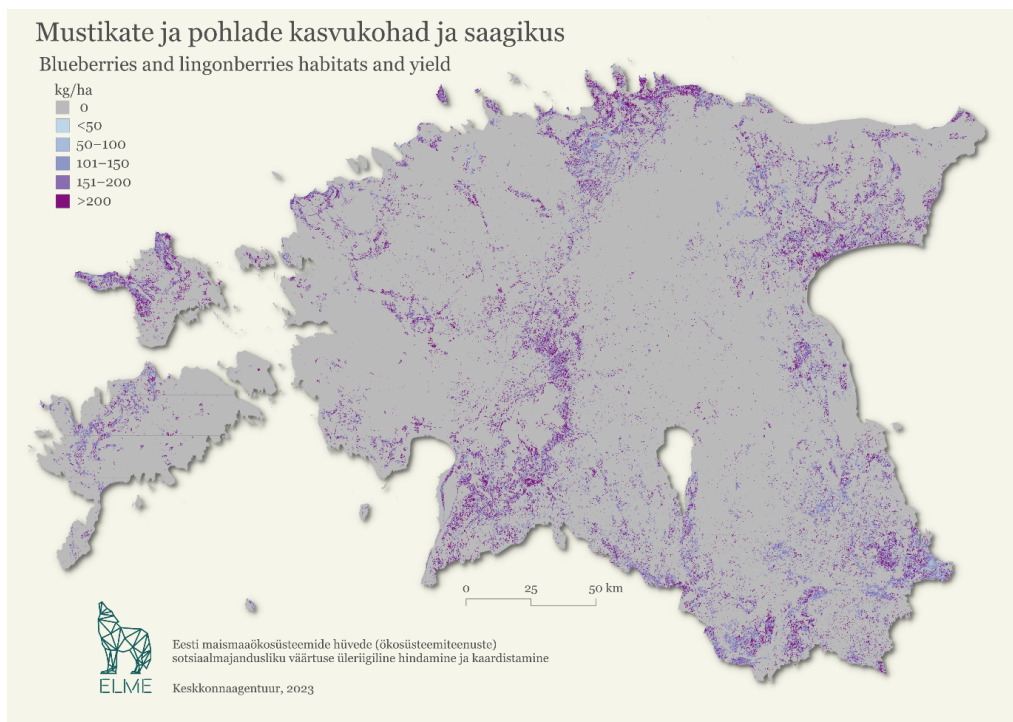 Mustikate ja pohlade kasvukohad ja saagikus
Blueberries and lingonberries habitats and yield
kg/ha
0
<50
50–100
101–150
151–200
>200
0 25 50 km
Eesti maismaaökosüsteemide hüvede (ökosüsteemiteenuste)
sotsiaalmajandusliku väärtuse üleriigiline hindamine ja kaardistamine
ELME
Keskkonnaagentuur, 2023